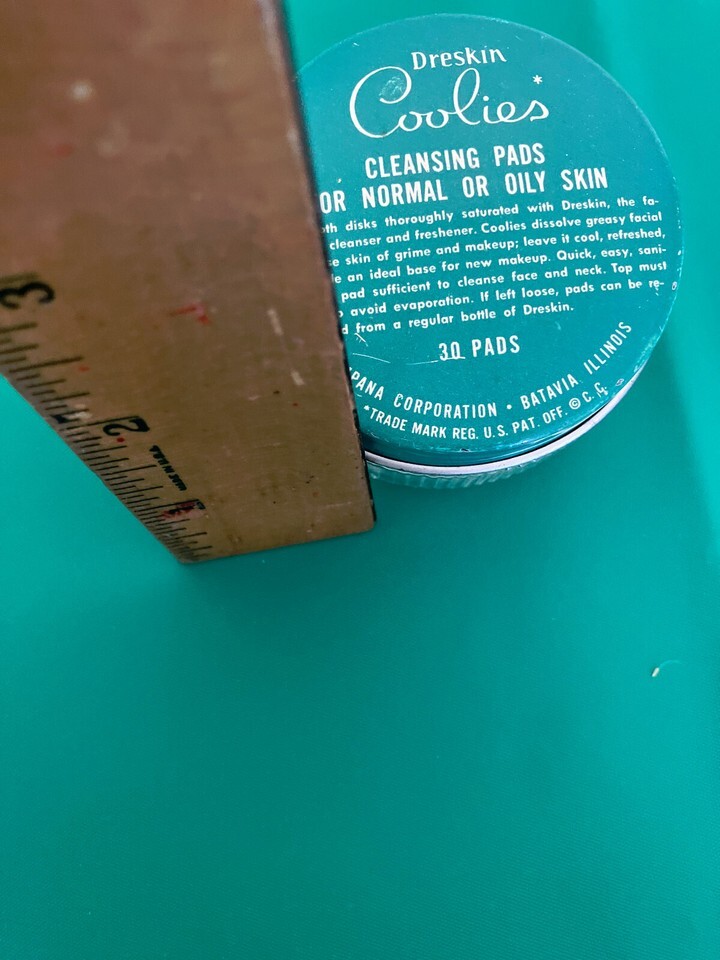 Dreskin
Coolies*
CLEANSING PADS
OR NORMAL OR OILY SKIN
th disks thoroughly saturated with Dreskin, the fa-
cleanser and freshener. Coolies dissolve greasy facial
e skin of grime and makeup; leave it cool, refreshed,
e an ideal base for new makeup. Quick, easy, sani-
pad sufficient to cleanse face and neck. Top must
avoid evaporation. If left loose, pads can be re-
d from a regular bottle of Dreskin.
30 PADS
PANA CORPORATION • BATAVIA ILLINOIS
*TRADE MARK REG. U.S. PAT. OFF. © C. C.
3
2
MADE IN U.S.A.